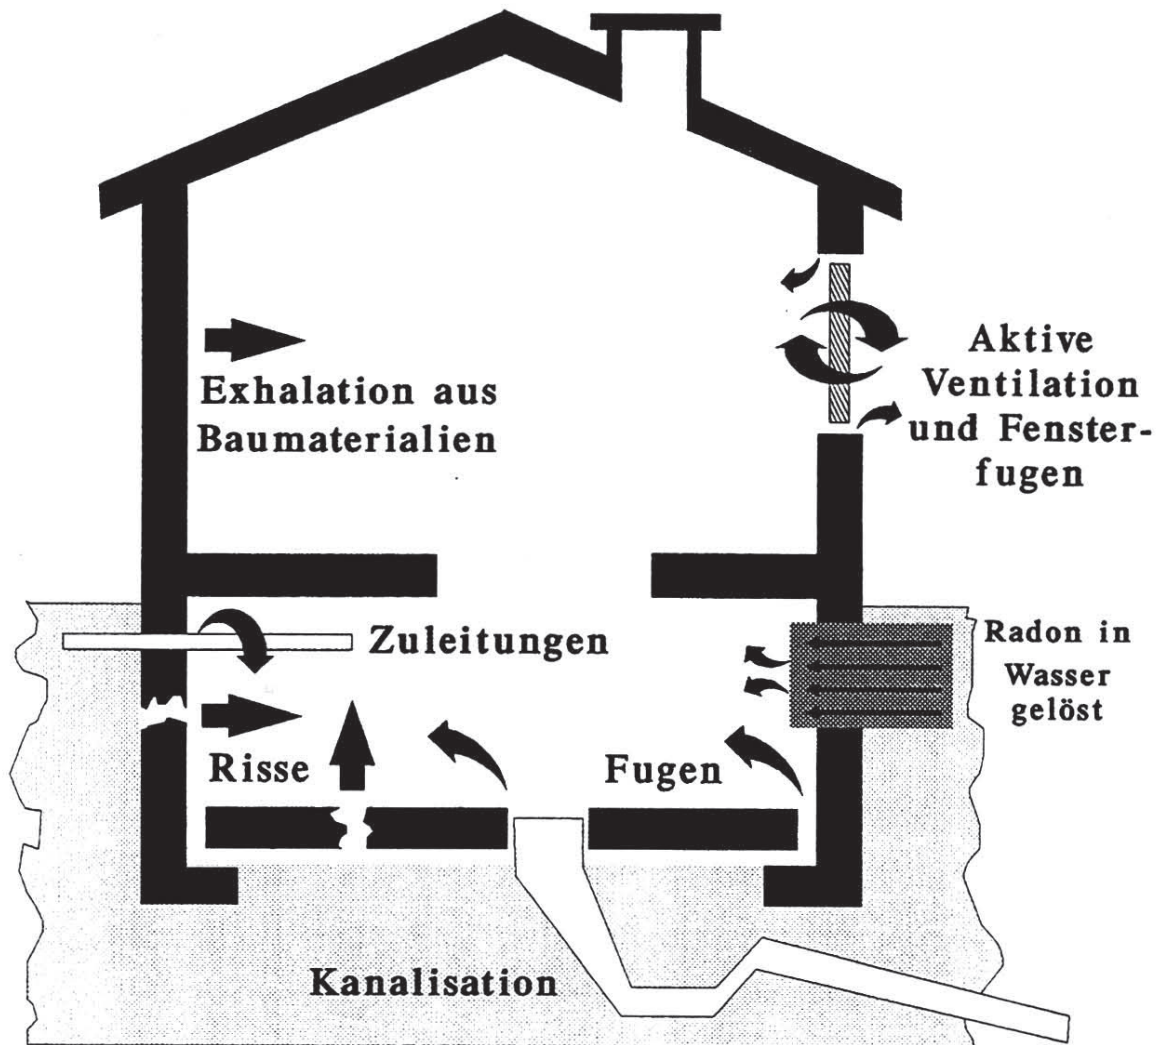 Exhalation aus
Baumaterialien
Aktive
Ventilation
und Fenster-
fugen
Zuleitungen
Radon in
Wasser
gelöst
Risse
Fugen
Kanalisation